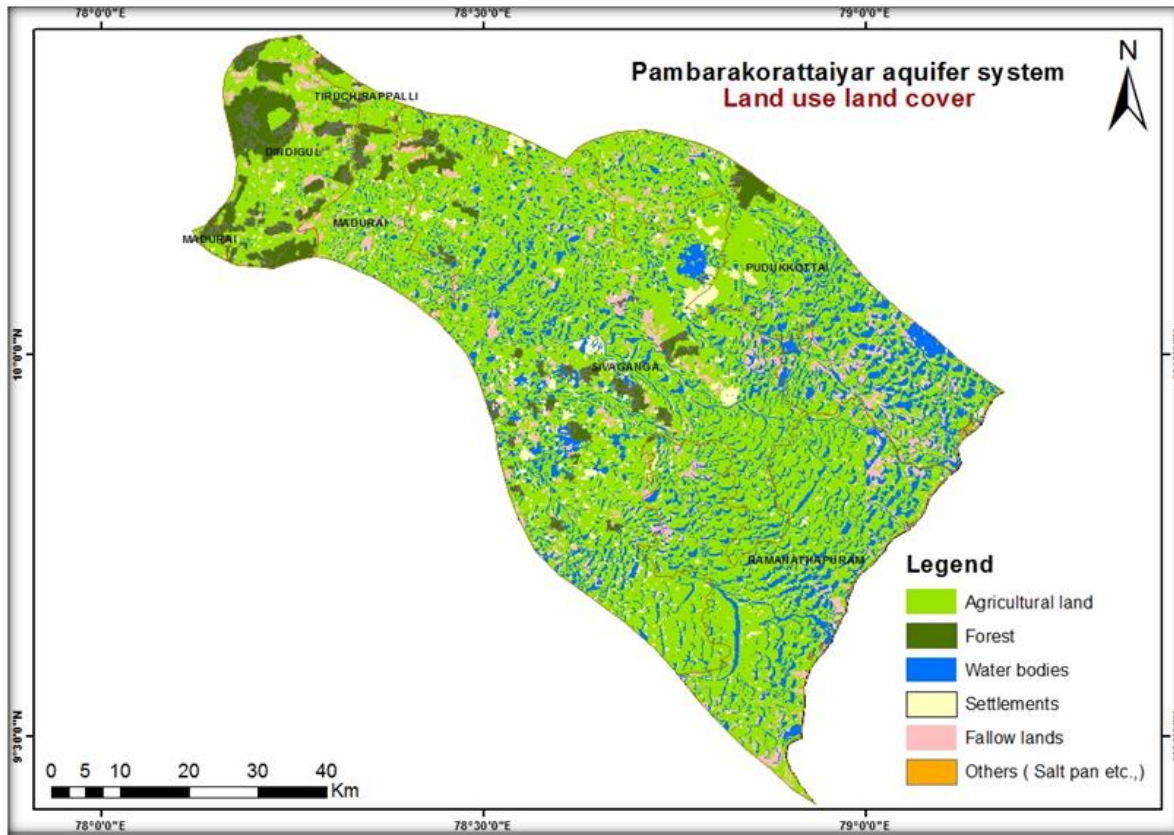 78°0'0"E
78°30'0"E
79°0'0"E
N
Pambarakorattaiyar aquifer system
Land use land cover
TIRUCHIRAPPALLI
DINDIGUL
MADURAI
MADURAI
PUDUKKOTTAI
10°0'0"N
SIVAGANGA
RAMANATHAPURAM
Legend
Agricultural land
Forest
Water bodies
Settlements
Fallow lands
Others ( Salt pan etc.,)
9°30'0"N
0 5 10 20 30 40
Km
78°0'0"E
78°30'0"E
79°0'0"E